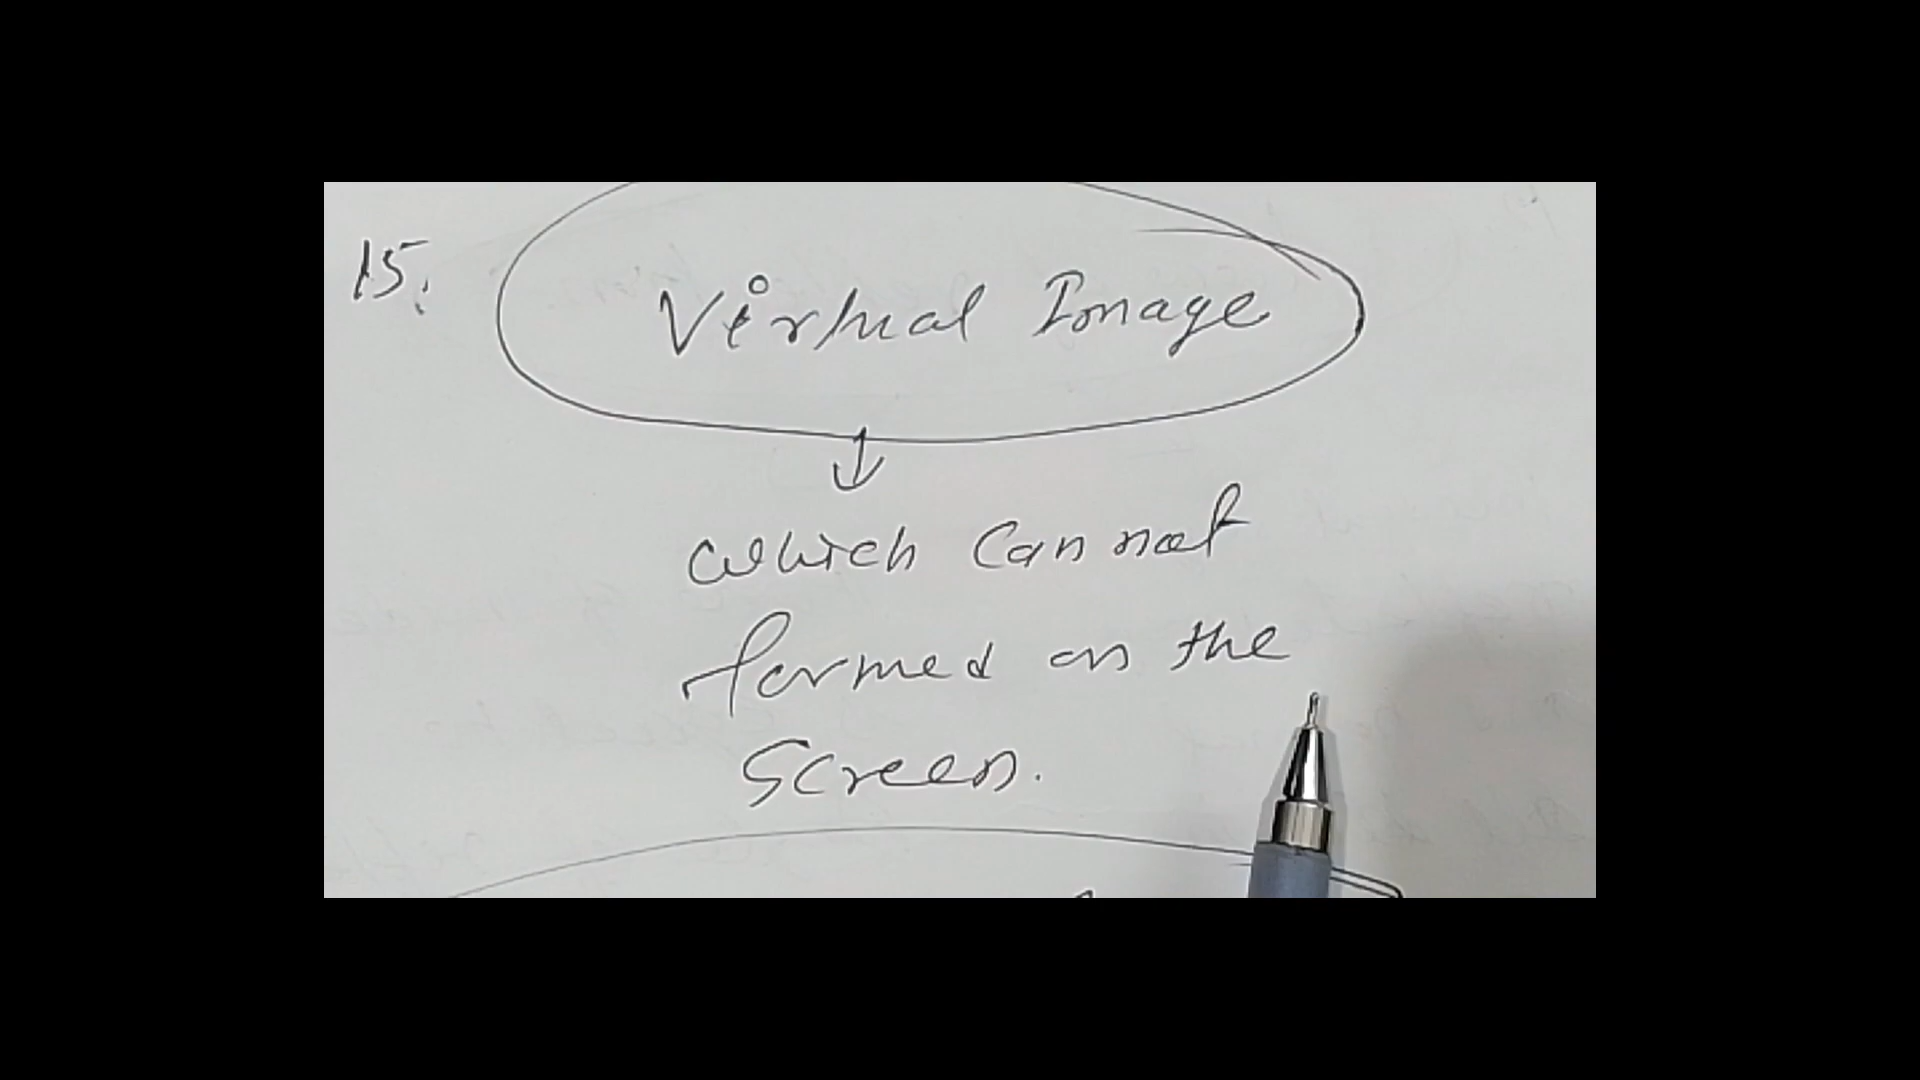 15.
Virtual Image
which can not
formed on the
screen.